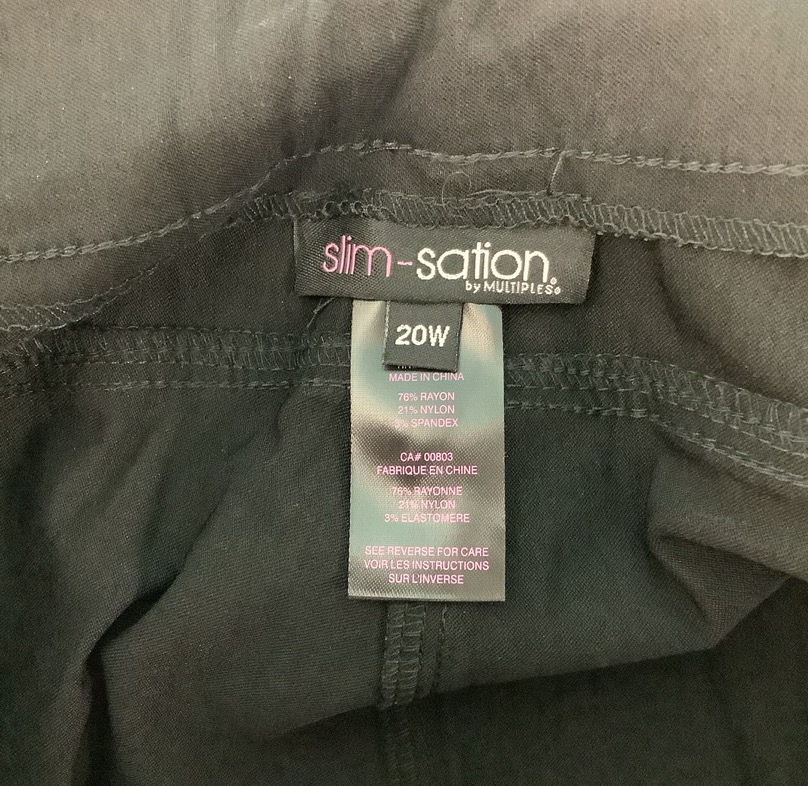 slim-sation®
by MULTIPLES®
20W
MADE IN CHINA
76% RAYON
21% NYLON
3% SPANDEX
CA# 00803
FABRIQUE EN CHINE
76% RAYONNE
21% NYLON
3% ELASTOMERE
SEE REVERSE FOR CARE
VOIR LES INSTRUCTIONS
SUR L'INVERSE